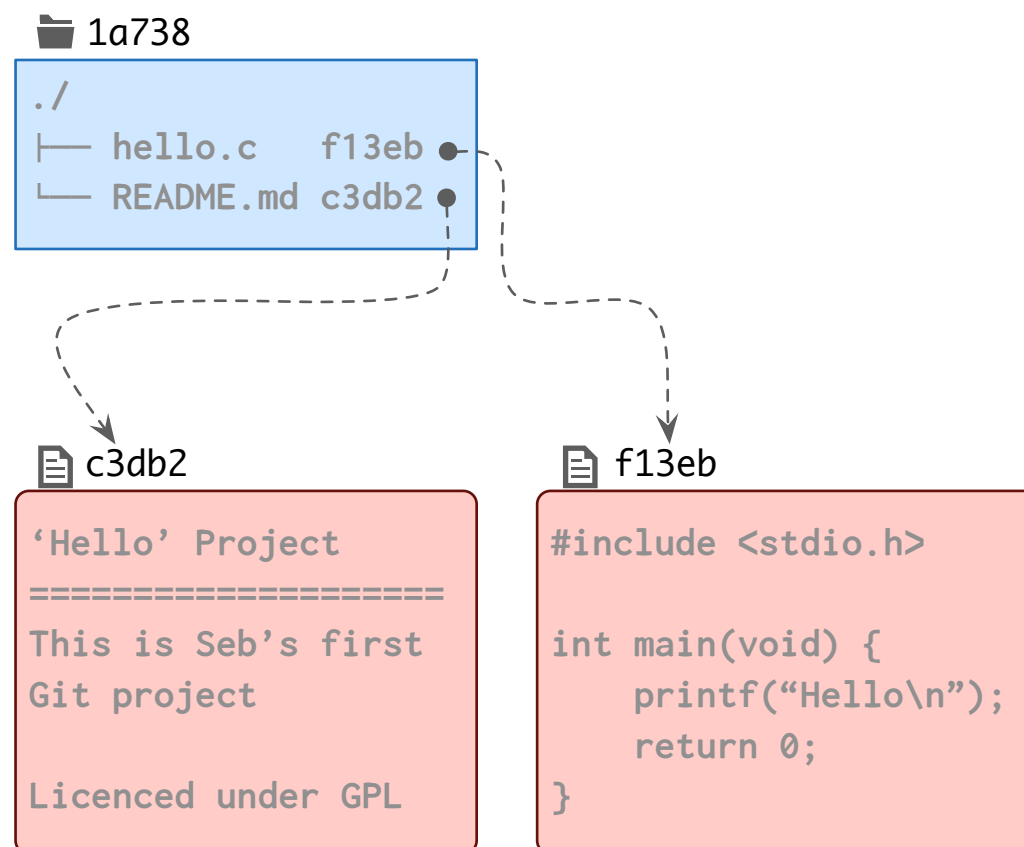 1a738
./
├── hello.c   f13eb
└── README.md c3db2
c3db2
‘Hello’ Project
====================
This is Seb’s first
Git project
Licenced under GPL
f13eb
#include <stdio.h>
int main(void) {
    printf(“Hello\n”);
    return 0;
}